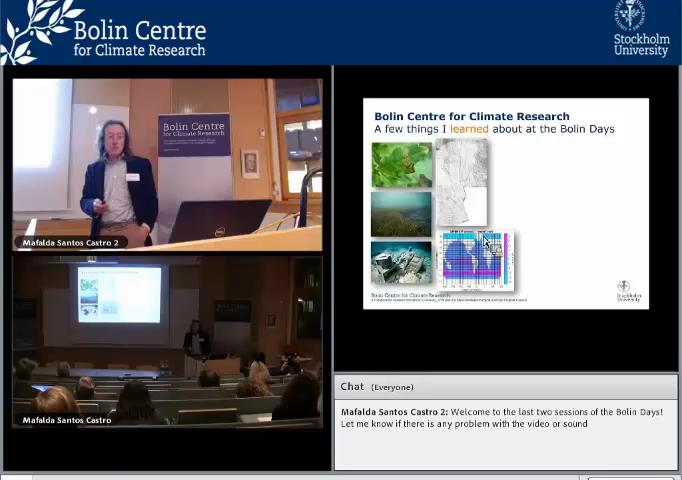 Bolin Centre
for Climate Research
Stockholm
University
Bolin Centre
for Climate Research
Mafalda Santos Castro 2
Mafalda Santos Castro
Bolin Centre for Climate Research
A few things I learned about at the Bolin Days
Bolin Centre for Climate Research
Stockholm
University
Chat (Everyone)
Mafalda Santos Castro 2: Welcome to the last two sessions of the Bolin Days!
Let me know if there is any problem with the video or sound